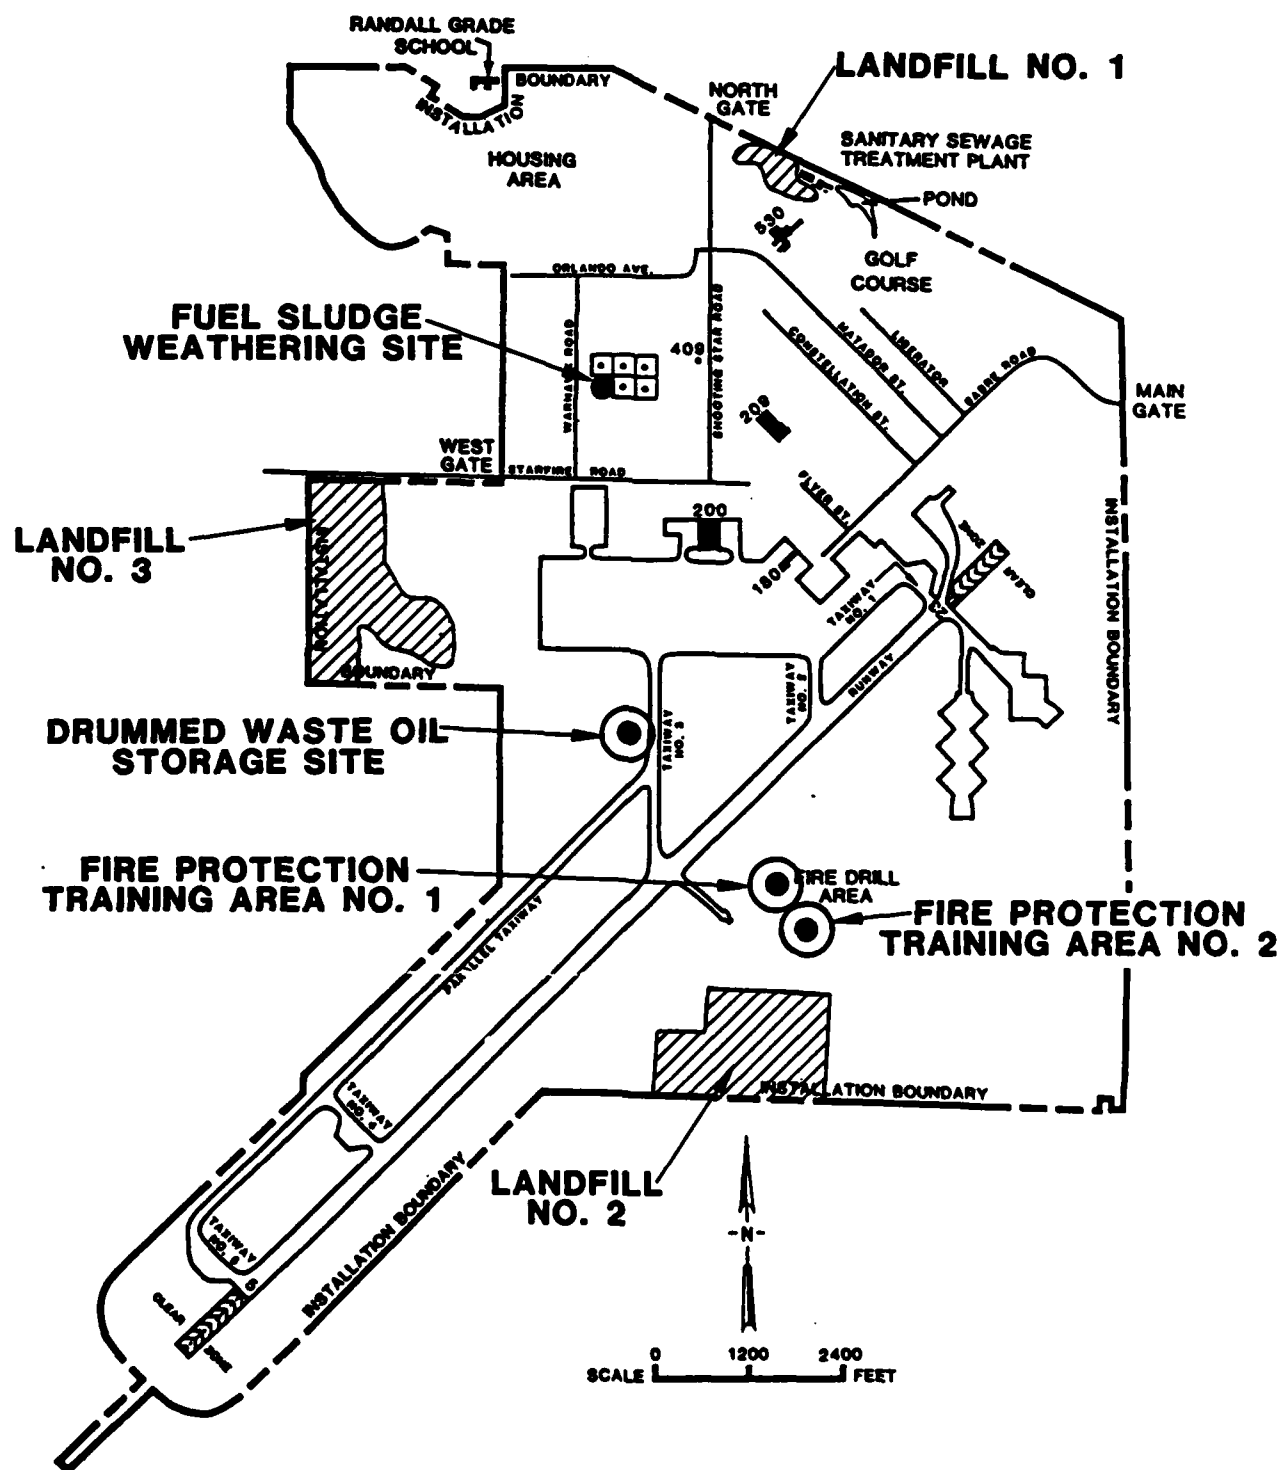 RANDALL GRADE
SCHOOL
BOUNDARY
INSTALLATION
LANDFILL NO. 1
NORTH
GATE
HOUSING
AREA
SANITARY SEWAGE
TREATMENT PLANT
POND
530
GOLF
COURSE
ORLANDO AVE.
FUEL SLUDGE
WEATHERING SITE
WARHAWK ROAD
409
SHOOTING STAR ROAD
CONSTELLATION ST.
MATADOR ST.
LIBERATOR
SABRE ROAD
MAIN
GATE
209
WEST
GATE
STARFIRE ROAD
FLYER ST.
200
180
LANDFILL
NO. 3
INSTALLATION
BOUNDARY
CLEAR
ZONE
23
INSTALLATION BOUNDARY
TAXIWAY
NO. 1
RUNWAY
TAXIWAY
NO. 2
TAXIWAY
NO. 3
DRUMMED WASTE OIL
STORAGE SITE
FIRE PROTECTION
TRAINING AREA NO. 1
FIRE DRILL
AREA
FIRE PROTECTION
TRAINING AREA NO. 2
PARALLEL TAXIWAY
INSTALLATION BOUNDARY
TAXIWAY
NO. 4
LANDFILL
NO. 2
INSTALLATION BOUNDARY
TAXIWAY
5
CLEAR
ZONE
-N-
0 1200 2400
SCALE FEET